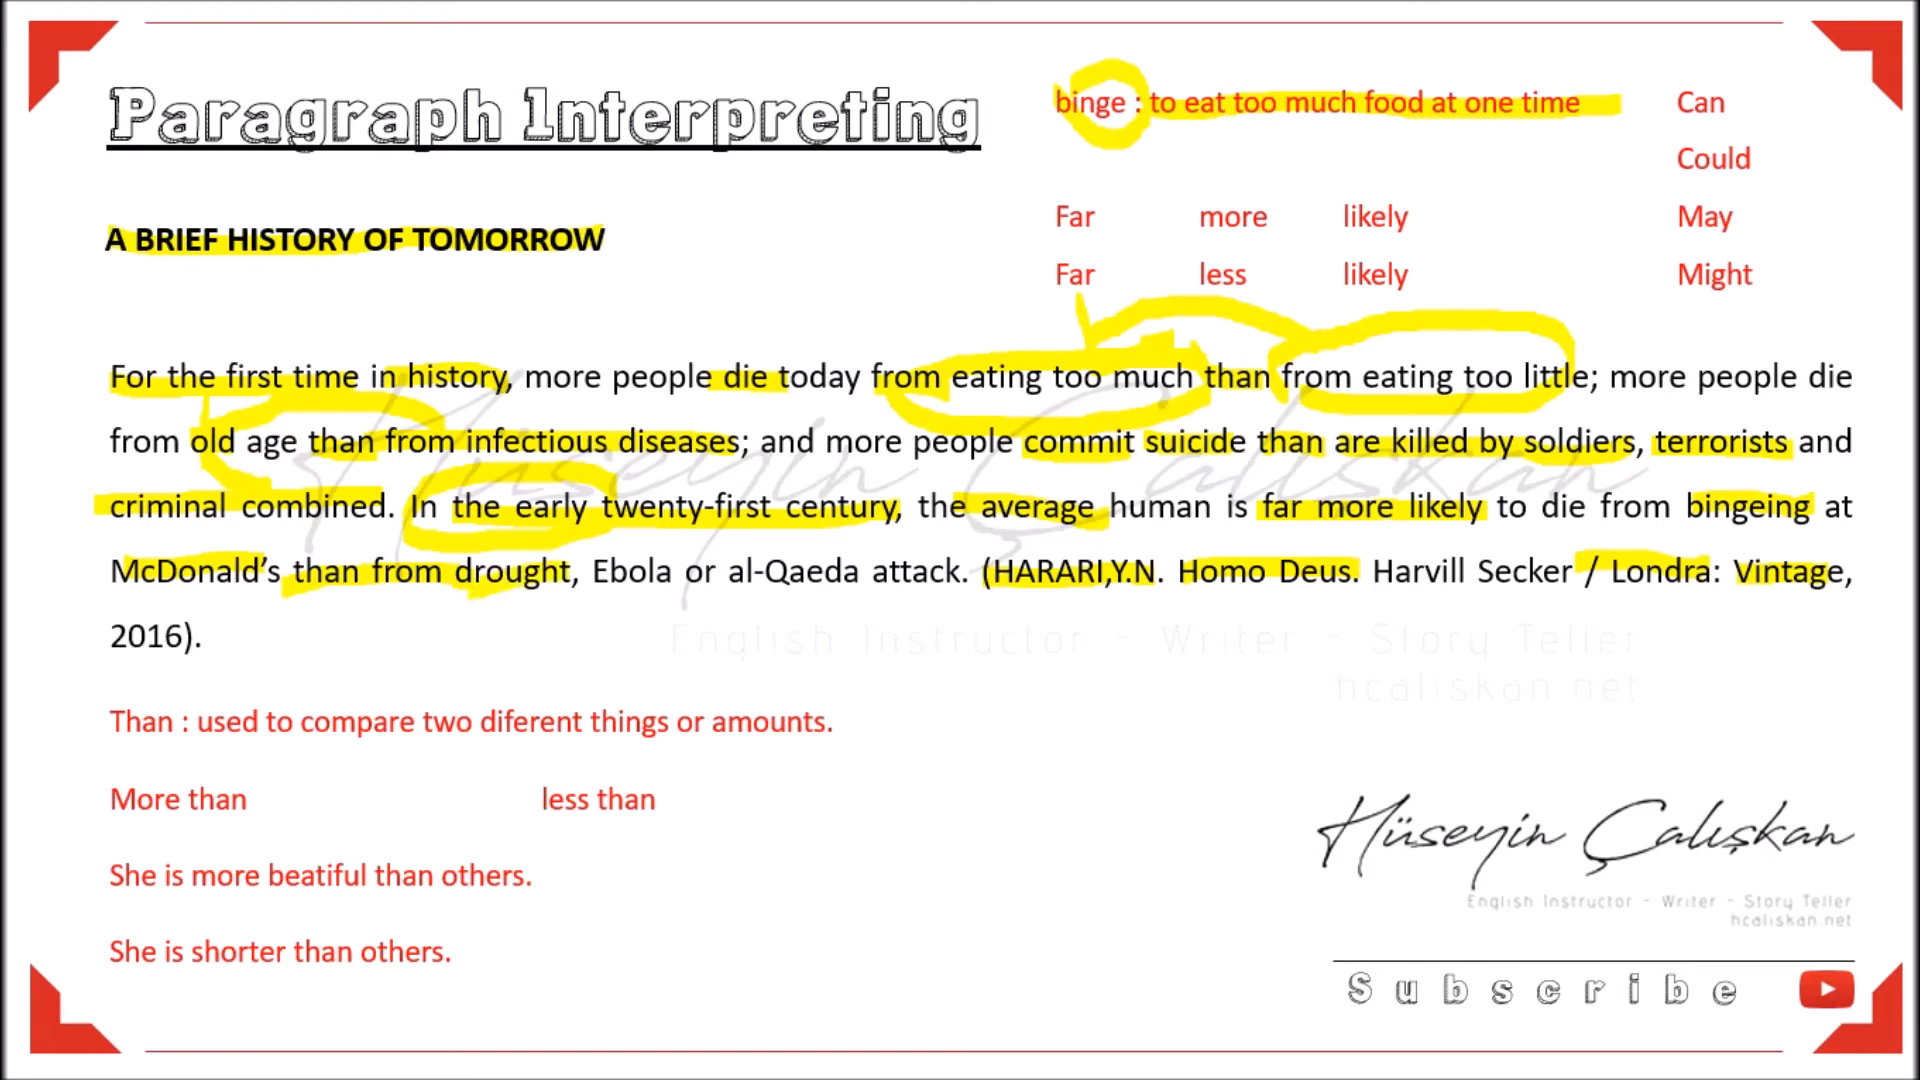 Paragraph Interpreting
binge : to eat too much food at one time
Can
Could
Far more likely May
Far less likely Might
A BRIEF HISTORY OF TOMORROW
For the first time in history, more people die today from eating too much than from eating too little; more people die
from old age than from infectious diseases; and more people commit suicide than are killed by soldiers, terrorists and
criminal combined. In the early twenty-first century, the average human is far more likely to die from bingeing at
McDonald’s than from drought, Ebola or al-Qaeda attack. (HARARI,Y.N. Homo Deus. Harvill Secker / Londra: Vintage,
2016).
Hüseyin Çalışkan
English Instructor - Writer - Story Teller
hcaliskan.net
Than : used to compare two diferent things or amounts.
More than less than
She is more beatiful than others.
She is shorter than others.
Hüseyin Çalışkan
English Instructor - Writer - Story Teller
hcaliskan.net
Subscribe